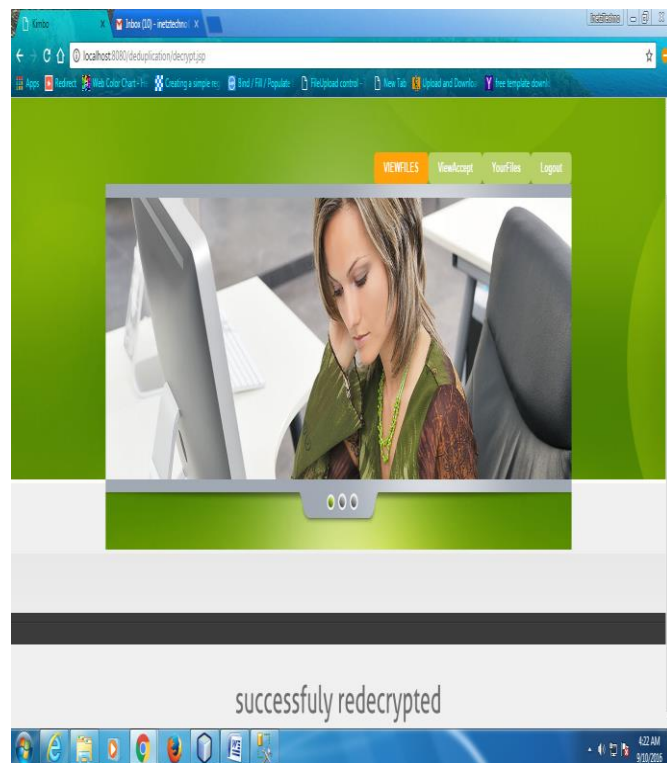 Kimbo x Inbox (10) - inetztechno x
localhost:8080/deduplication/decrypt.jsp
Apps Redirect Web Color Chart - Creating a simple re Bind / Fill / Populate FileUpload control - New Tab Upload and Downlo free template downl
VIEWFILES ViewAccept YourFiles Logout
successfuly redecrypted
4:22 AM
9/10/2016